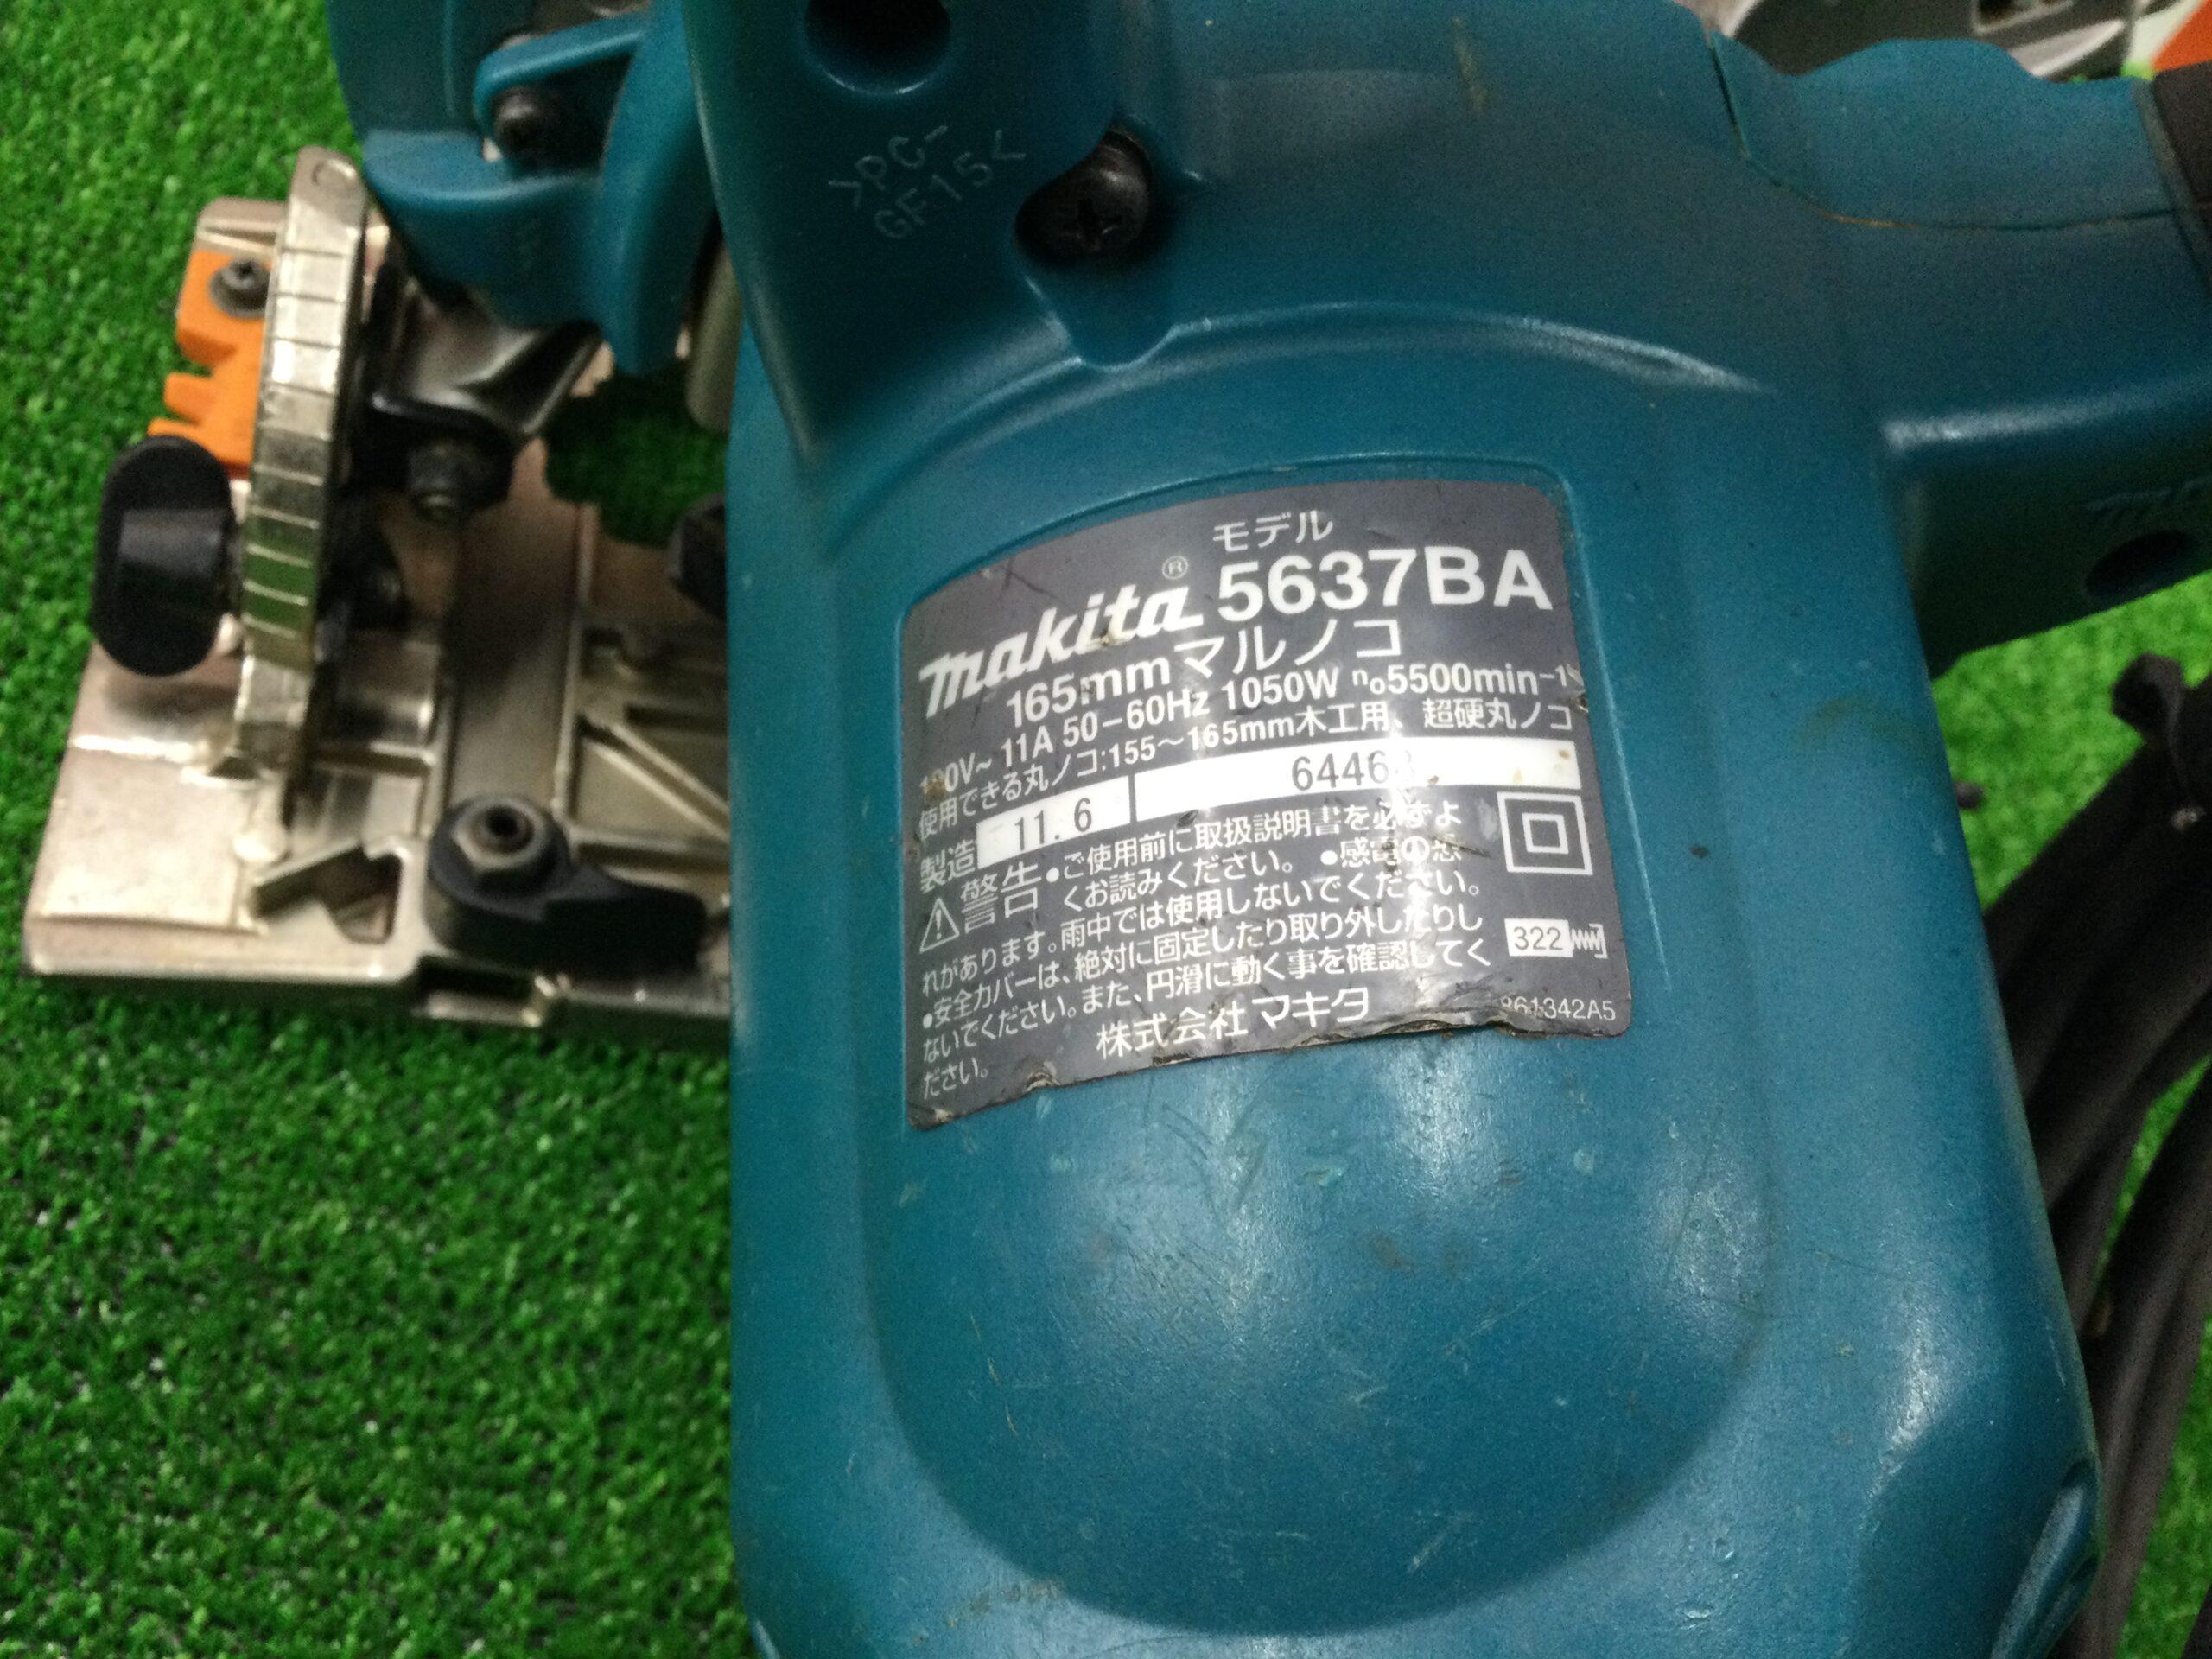 >PC-
GF15<
モデル
makita® 5637BA
165mmマルノコ
100V~ 11A 50-60Hz 1050W n₀5500min⁻¹
使用できる丸ノコ:155~165mm木工用、超硬丸ノコ
製造 11. 6 6446
警告 ●ご使用前に取扱説明書を必ずよ
くお読みください。 ●感電の恐
れがあります。雨中では使用しないでください。
●安全カバーは、絶対に固定したり取り外したりし
ないでください。また、円滑に動く事を確認してく
ださい。
株式会社マキタ
322
861342A5